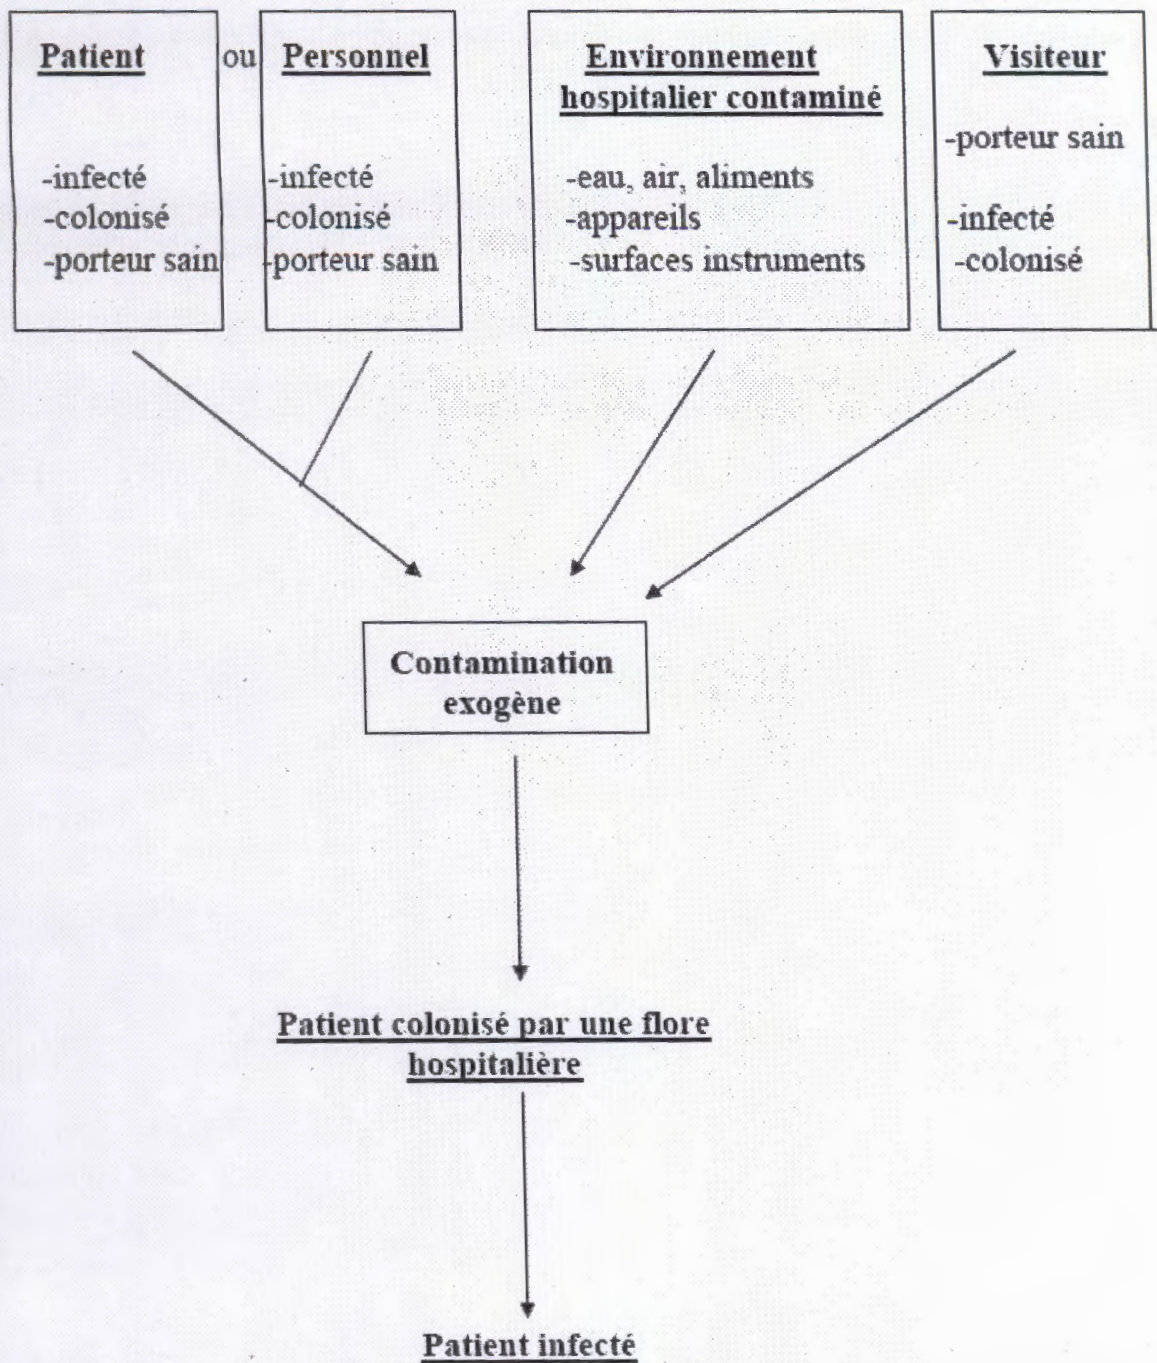 Patient
-infecté
-colonisé
-porteur sain
ou
Personnel
-infecté
-colonisé
-porteur sain
Environnement
hospitalier contaminé
-eau, air, aliments
-appareils
-surfaces instruments
Visiteur
-porteur sain
-infecté
-colonisé
Contamination
exogène
Patient colonisé par une flore
hospitalière
Patient infecté